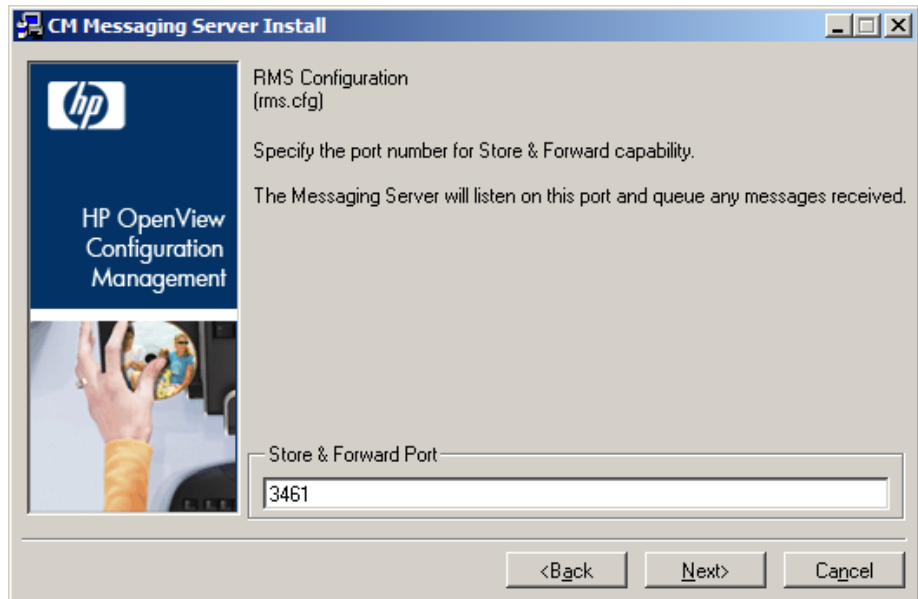 CM Messaging Server Install
hp
HP OpenView
Configuration
Management
RMS Configuration
(rms.cfg)
Specify the port number for Store & Forward capability.
The Messaging Server will listen on this port and queue any messages received.
Store & Forward Port
3461
<Back
Next>
Cancel